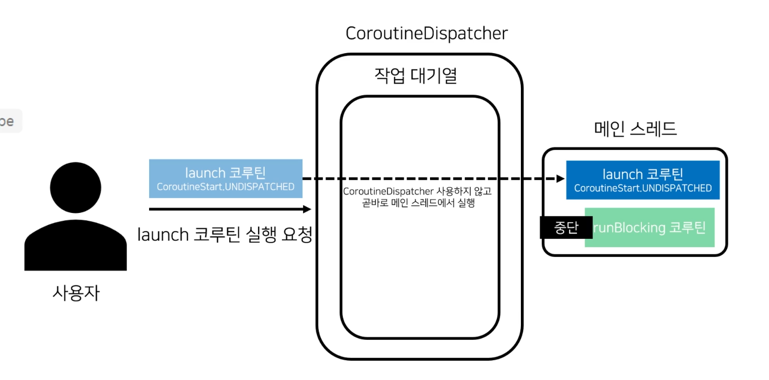 CoroutineDispatcher
작업 대기열
메인 스레드
launch 코루틴
CoroutineStart.UNDISPATCHED
launch 코루틴
CoroutineStart.UNDISPATCHED
CoroutineDispatcher 사용하지 않고
곧바로 메인 스레드에서 실행
launch 코루틴 실행 요청
중단
runBlocking 코루틴
사용자